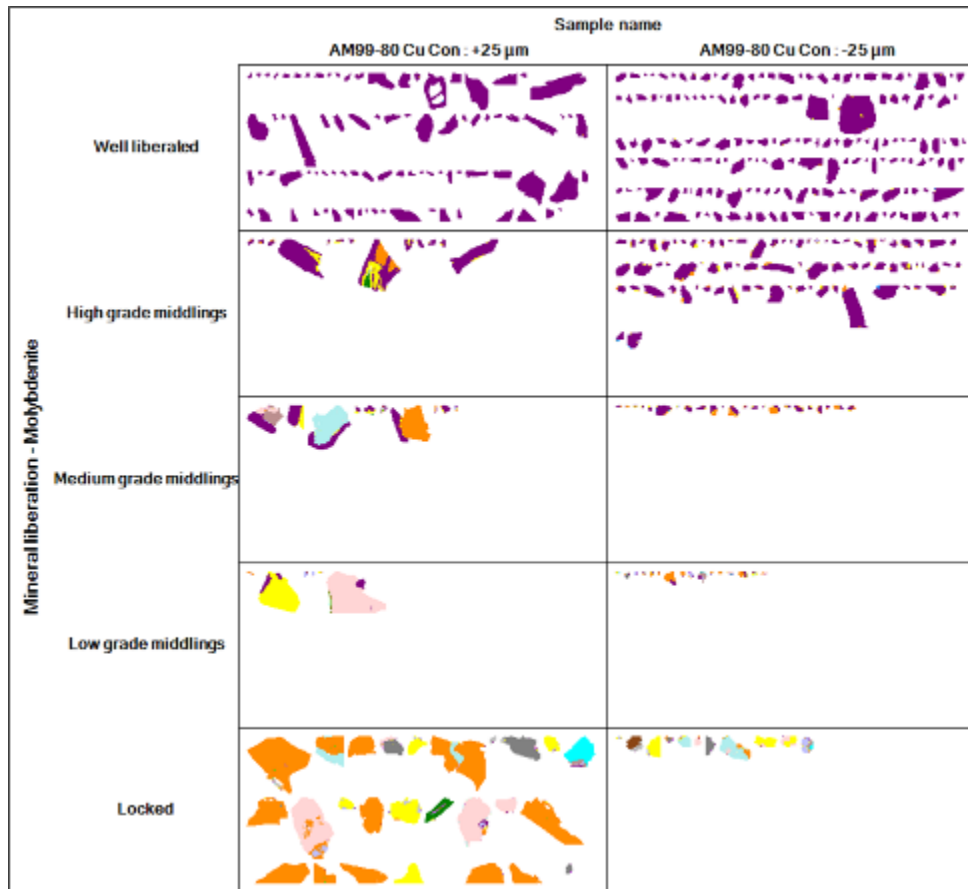 Sample name
AM99-80 Cu Con : +25 µm
AM99-80 Cu Con : -25 µm
Mineral liberation - Molybdenite
Well liberaled
High grade middlings
Medium grade middlings
Low grade middlings
Locked